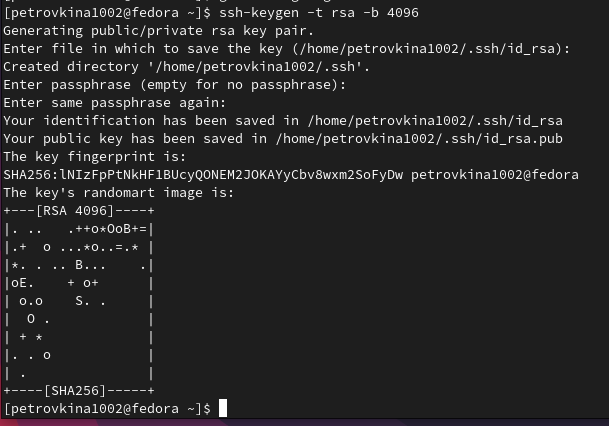 [petrovkina1002@fedora ~]$ ssh-keygen -t rsa -b 4096
Generating public/private rsa key pair.
Enter file in which to save the key (/home/petrovkina1002/.ssh/id_rsa):
Created directory '/home/petrovkina1002/.ssh'.
Enter passphrase (empty for no passphrase):
Enter same passphrase again:
Your identification has been saved in /home/petrovkina1002/.ssh/id_rsa
Your public key has been saved in /home/petrovkina1002/.ssh/id_rsa.pub
The key fingerprint is:
SHA256:lNIzFpPtNkHF1BUcyQONEM2JOKAYyCbv8wxm2SoFyDw petrovkina1002@fedora
The key's randomart image is:
+---[RSA 4096]----+
|. ..   .++o*OoB+=|
|.+  o ...*o..=.* |
|*. . .. B...    .|
|oE.    + o+      |
| o.o    S. .     |
|  O .            |
| + *             |
|. . o            |
| .               |
+----[SHA256]-----+
[petrovkina1002@fedora ~]$